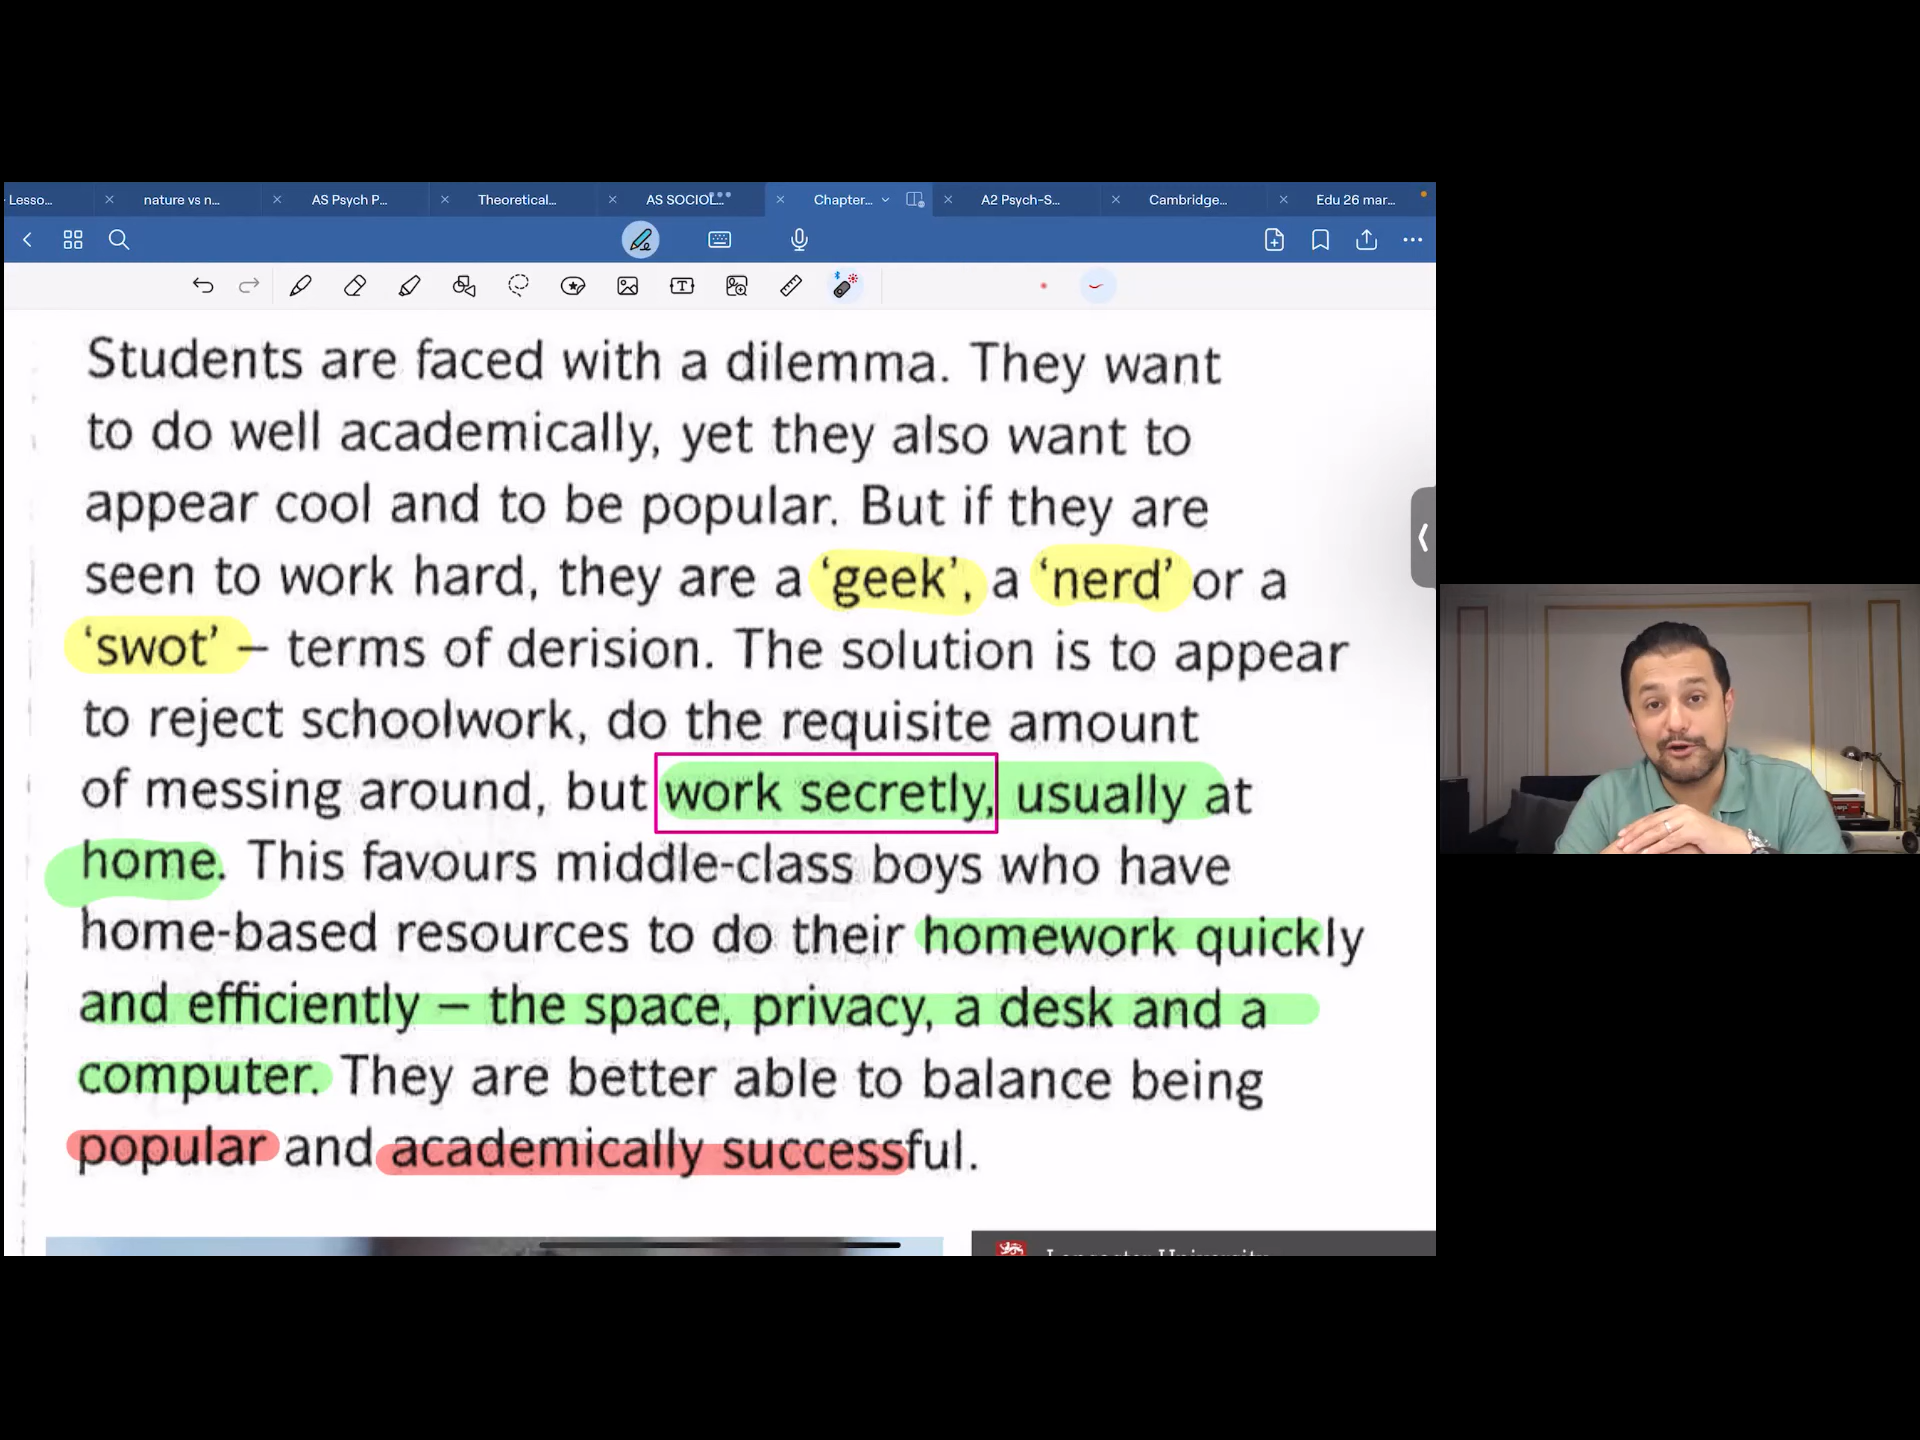 Lesso...
nature vs n...
AS Psych P...
Theoretical...
AS SOCIOL...
Chapter...
A2 Psych-S...
Cambridge...
Edu 26 mar...
Students are faced with a dilemma. They want
to do well academically, yet they also want to
appear cool and to be popular. But if they are
seen to work hard, they are a ‘geek’, a ‘nerd’ or a
‘swot’ – terms of derision. The solution is to appear
to reject schoolwork, do the requisite amount
of messing around, but work secretly, usually at
home. This favours middle-class boys who have
home-based resources to do their homework quickly
and efficiently – the space, privacy, a desk and a
computer. They are better able to balance being
popular and academically successful.